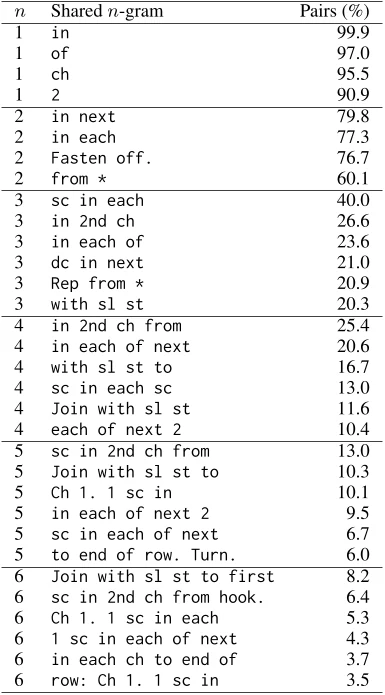 n Shared n-gram Pairs (%)
1 in 99.9
1 of 97.0
1 ch 95.5
1 2 90.9
2 in next 79.8
2 in each 77.3
2 Fasten off. 76.7
2 from * 60.1
3 sc in each 40.0
3 in 2nd ch 26.6
3 in each of 23.6
3 dc in next 21.0
3 Rep from * 20.9
3 with sl st 20.3
4 in 2nd ch from 25.4
4 in each of next 20.6
4 with sl st to 16.7
4 sc in each sc 13.0
4 Join with sl st 11.6
4 each of next 2 10.4
5 sc in 2nd ch from 13.0
5 Join with sl st to 10.3
5 Ch 1. 1 sc in 10.1
5 in each of next 2 9.5
5 sc in each of next 6.7
5 to end of row. Turn. 6.0
6 Join with sl st to first 8.2
6 sc in 2nd ch from hook. 6.4
6 Ch 1. 1 sc in each 5.3
6 1 sc in each of next 4.3
6 in each ch to end of 3.7
6 row: Ch 1. 1 sc in 3.5